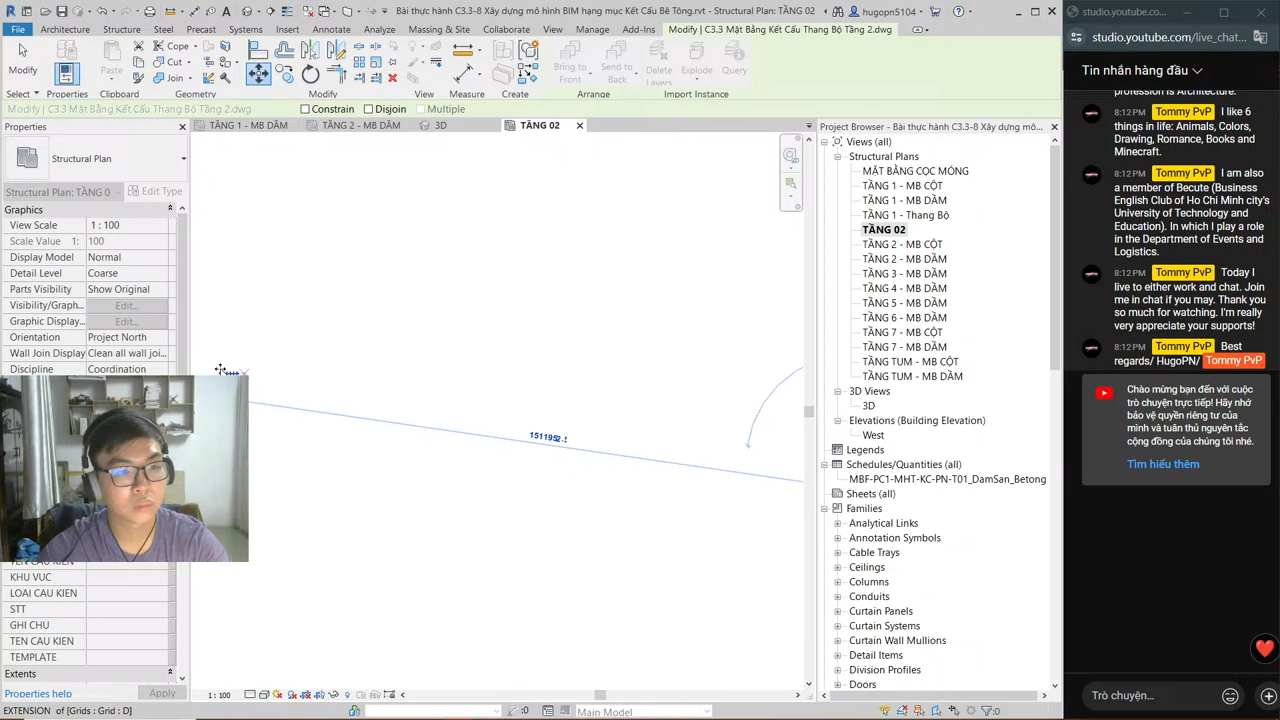 Bài thực hành C3.3-8 Xây dựng mô hình BIM hạng mục Kết Cấu Bê Tông.rvt - Structural Plan: TẦNG 02
hugopn5104
File Architecture Structure Steel Precast Systems Insert Annotate Analyze Massing & Site Collaborate View Manage Add-Ins Modify | C3.3 Mặt Bằng Kết Cấu Thang Bộ Tầng 2.dwg
Modify
Paste
Cope
Cut
Join
Bring to Front
Send to Back
Delete Layers
Explode
Query
Select Properties Clipboard Geometry Modify View Measure Create Arrange Import Instance
Modify | C3.3 Mặt Bằng Kết Cấu Thang Bộ Tầng 2.dwg
Constrain Disjoin Multiple
Properties
Structural Plan
Structural Plan: TẦNG 0
Edit Type
Graphics
View Scale 1 : 100
Scale Value 1: 100
Display Model Normal
Detail Level Coarse
Parts Visibility Show Original
Visibility/Graph... Edit...
Graphic Display... Edit...
Orientation Project North
Wall Join Display Clean all wall joi...
Discipline Coordination
KHU VUC
LOAI CAU KIEN
STT
GHI CHU
TEN CAU KIEN
TEMPLATE
Extents
Properties help
Apply
EXTENSION of [Grids : Grid : D]
TẦNG 1 - MB DẦM
TẦNG 2 - MB DẦM
3D
TẦNG 02
1511952.5
1 : 100
:0
Main Model
:0
Project Browser - Bài thực hành C3.3-8 Xây dựng mô...
Views (all)
Structural Plans
MẶT BẰNG CỌC MÓNG
TẦNG 1 - MB CỘT
TẦNG 1 - MB DẦM
TẦNG 1 - Thang Bộ
TẦNG 02
TẦNG 2 - MB CỘT
TẦNG 2 - MB DẦM
TẦNG 3 - MB DẦM
TẦNG 4 - MB DẦM
TẦNG 5 - MB DẦM
TẦNG 6 - MB DẦM
TẦNG 7 - MB CỘT
TẦNG 7 - MB DẦM
TẦNG TUM - MB CỘT
TẦNG TUM - MB DẦM
3D Views
3D
Elevations (Building Elevation)
West
Legends
Schedules/Quantities (all)
MBF-PC1-MHT-KC-PN-T01_DamSan_Betong
Sheets (all)
Families
Analytical Links
Annotation Symbols
Cable Trays
Ceilings
Columns
Conduits
Curtain Panels
Curtain Systems
Curtain Wall Mullions
Detail Items
Division Profiles
Doors
studio.youtube.co...
studio.youtube.com/live_chat...
Tin nhắn hàng đầu
profession is Architecture.
8:12 PM Tommy PvP I like 6
things in life: Animals, Colors,
Drawing, Romance, Books and
Minecraft.
8:12 PM Tommy PvP I am also
a member of Becute (Business
English Club of Ho Chi Minh city's
University of Technology and
Education). In which I play a role
in the Department of Events and
Logistics.
8:12 PM Tommy PvP Today I
live to either work and chat. Join
me in chat if you may. Thank you
so much for watching. I'm really
very appreciate your supports!
8:12 PM Tommy PvP Best
regards/ HugoPN/ Tommy PvP
Chào mừng bạn đến với cuộc
trò chuyện trực tiếp! Hãy nhớ
bảo vệ quyền riêng tư của
mình và tuân thủ nguyên tắc
cộng đồng của chúng tôi nhé.
Tìm hiểu thêm
Trò chuyện...